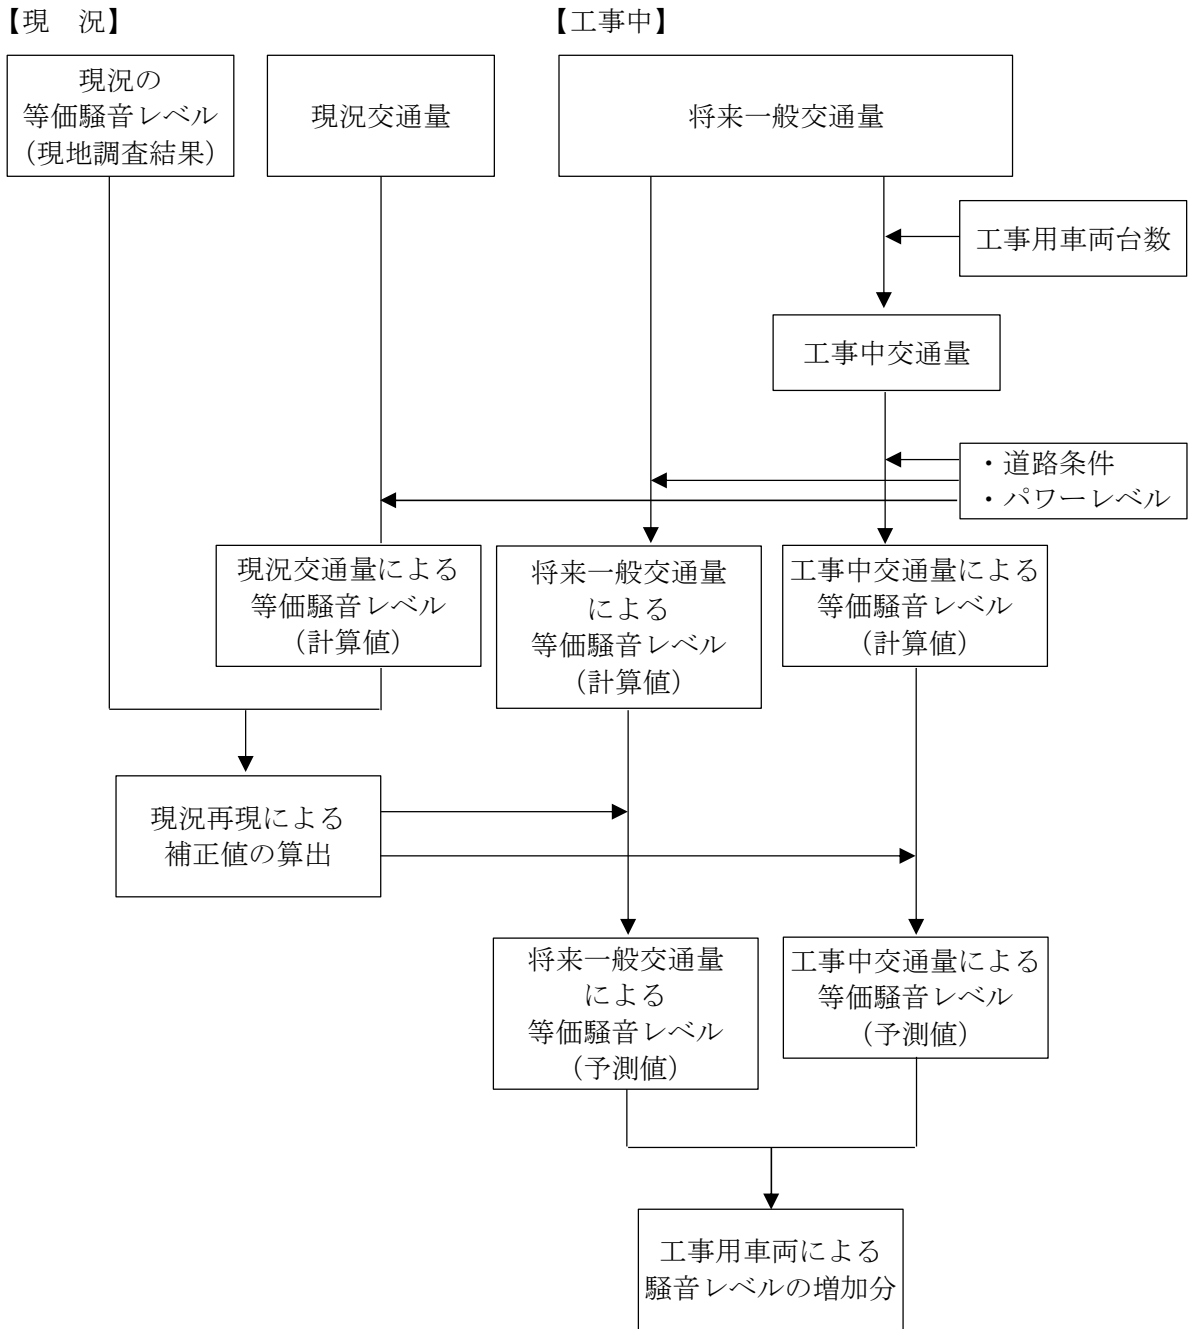 【現　況】
【工事中】
現況の
等価騒音レベル
（現地調査結果）
現況交通量
将来一般交通量
工事用車両台数
工事中交通量
・道路条件
・パワーレベル
現況交通量による
等価騒音レベル
（計算値）
将来一般交通量
による
等価騒音レベル
（計算値）
工事中交通量による
等価騒音レベル
（計算値）
現況再現による
補正値の算出
将来一般交通量
による
等価騒音レベル
（予測値）
工事中交通量による
等価騒音レベル
（予測値）
工事用車両による
騒音レベルの増加分